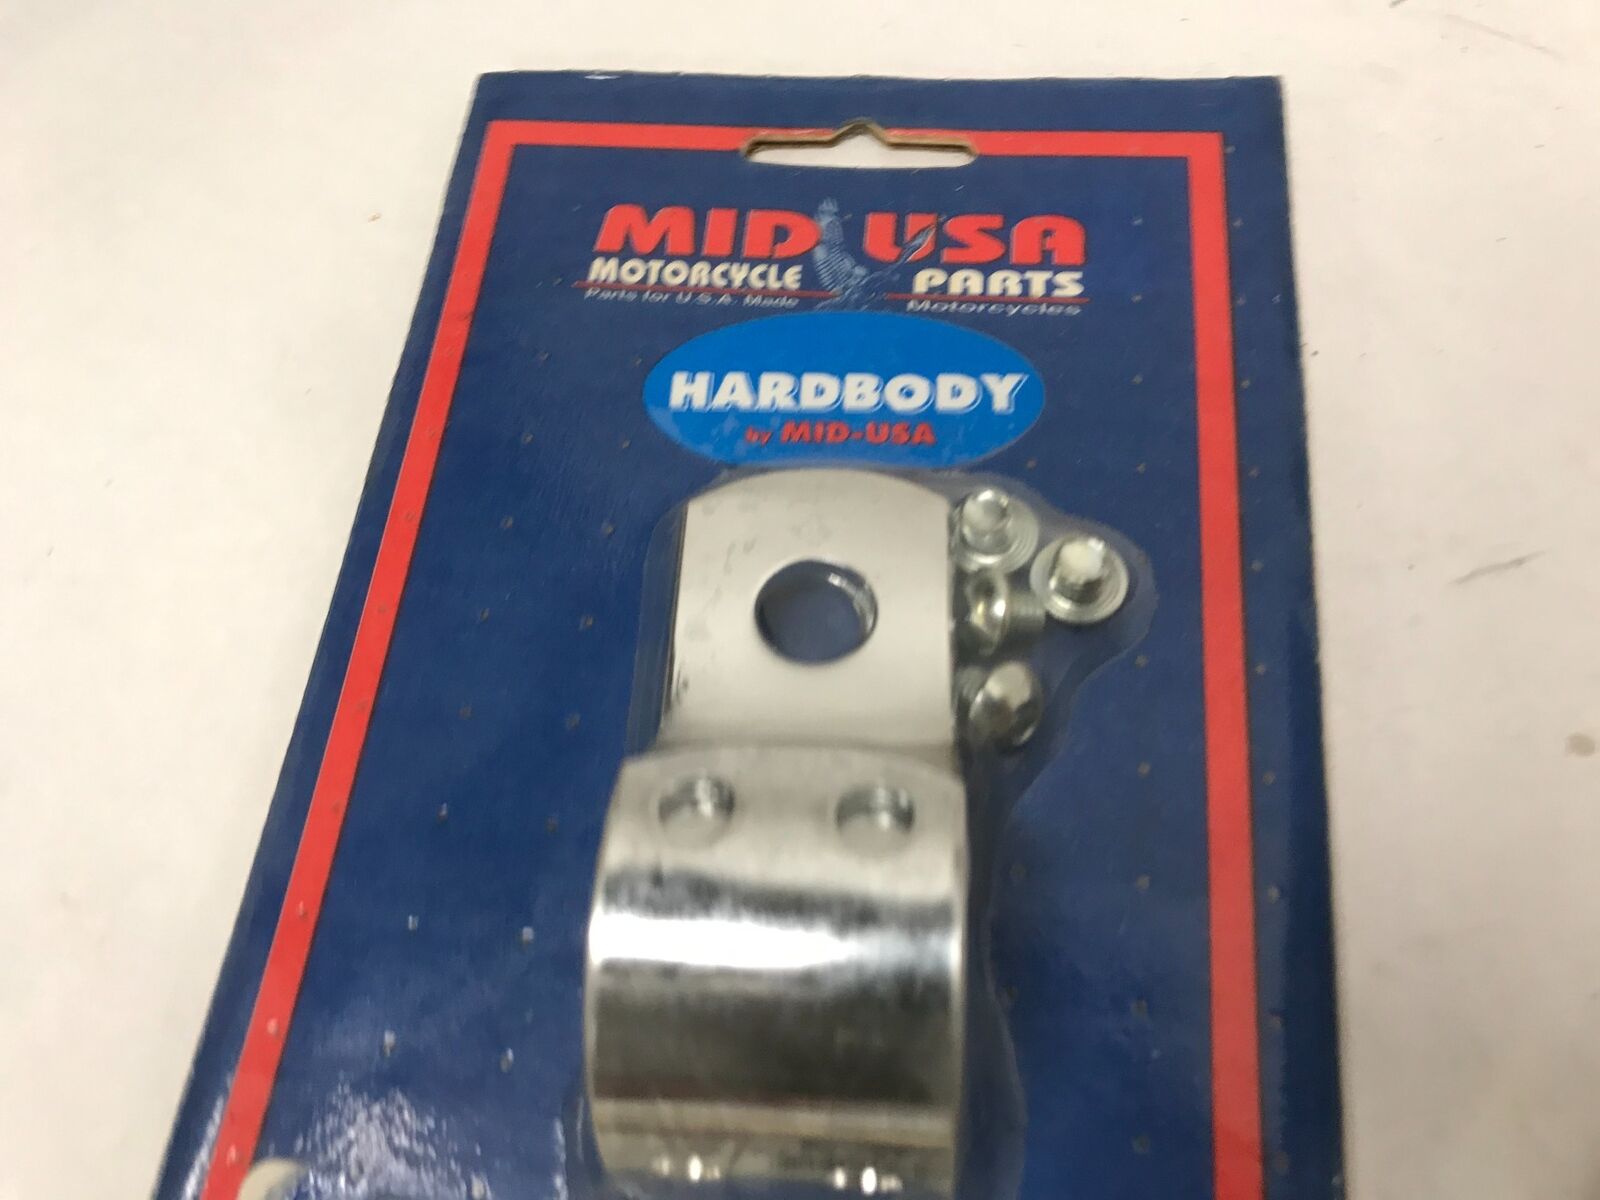 MID USA
MOTORCYCLE PARTS
Parts for U.S.A. Made Motorcycles
HARDBODY
by MID-USA